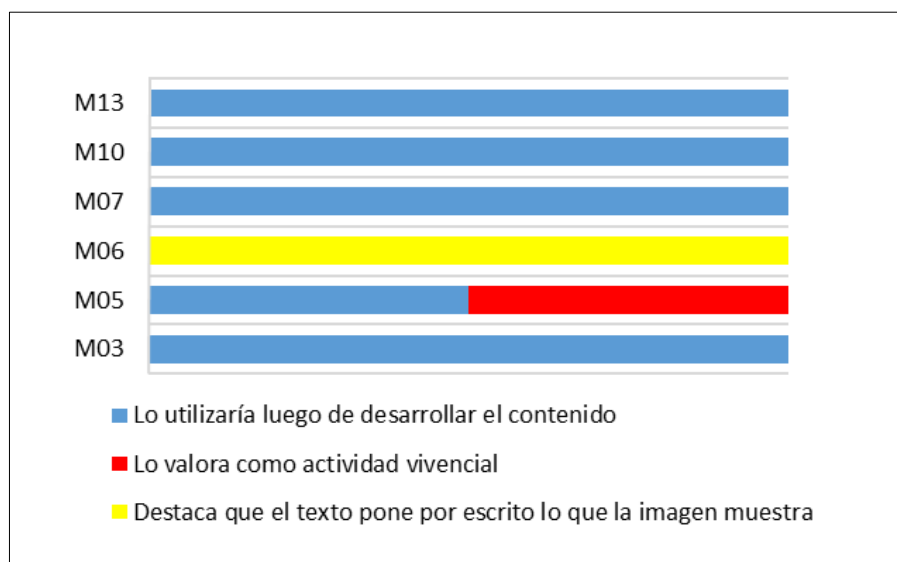 M13
M10
M07
M06
M05
M03
Lo utilizaría luego de desarrollar el contenido
Lo valora como actividad vivencial
Destaca que el texto pone por escrito lo que la imagen muestra